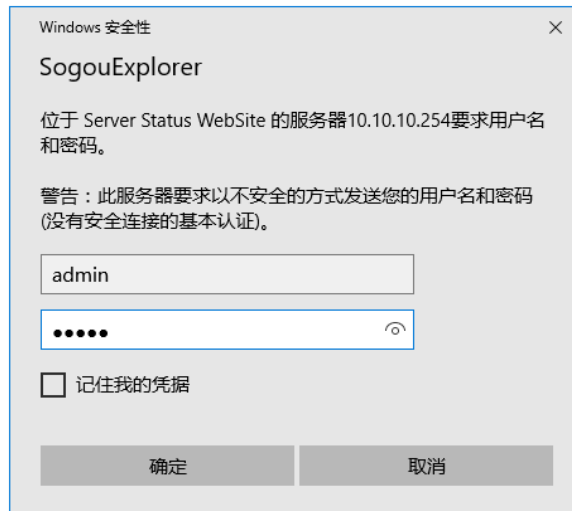 Windows 安全性
SogouExplorer
位于 Server Status WebSite 的服务器10.10.10.254要求用户名
和密码。
警告：此服务器要求以不安全的方式发送您的用户名和密码
(没有安全连接的基本认证)。
admin
●●●●●
记住我的凭据
确定
取消